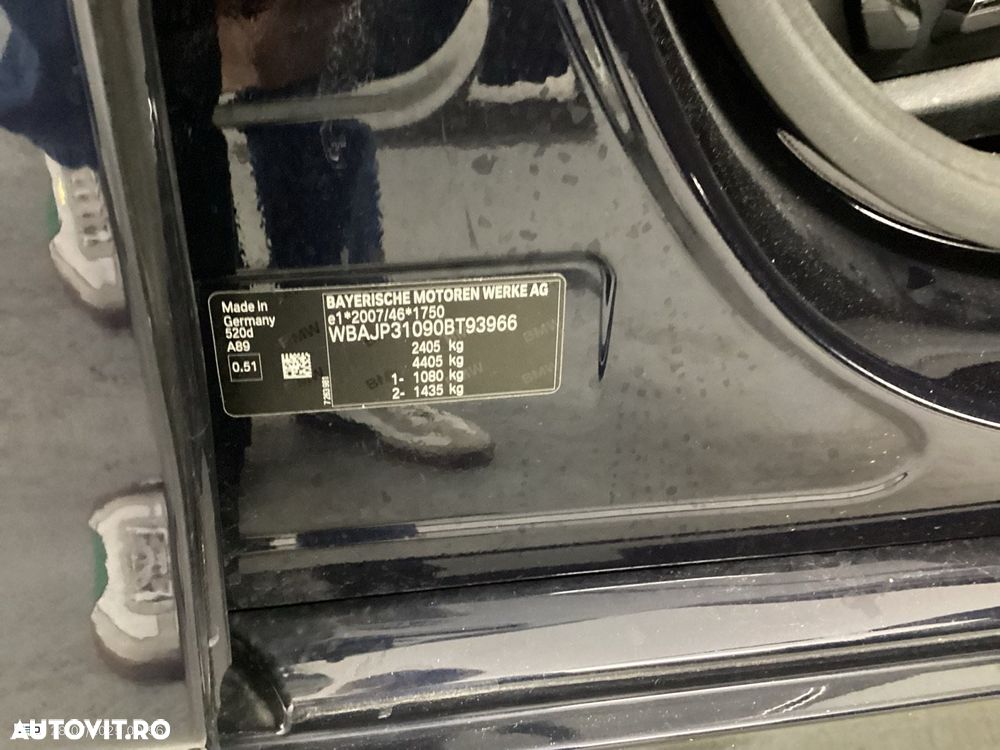 Made in
Germany
520d
A89
0.51
7263981
BAYERISCHE MOTOREN WERKE AG
e1*2007/46*1750
WBAJP31090BT93966
2405 kg
4405 kg
1- 1080 kg
2- 1435 kg
AUTOVIT.RO